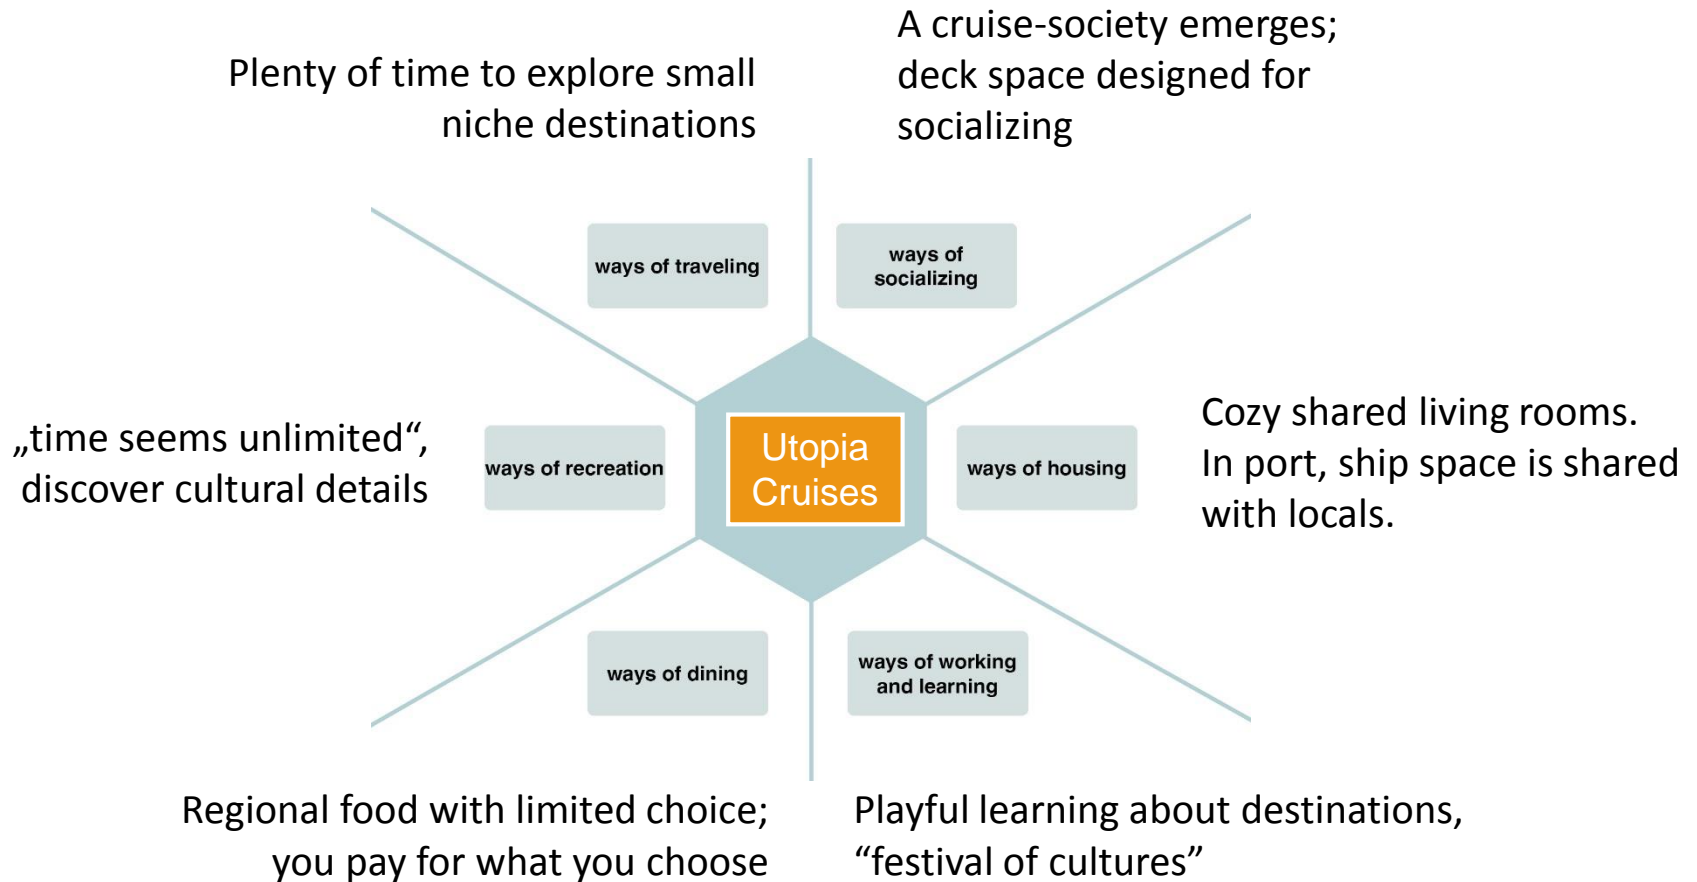 Plenty of time to explore small
niche destinations
A cruise-society emerges;
deck space designed for
socializing
ways of traveling
ways of
socializing
„time seems unlimited“,
discover cultural details
ways of recreation
Utopia
Cruises
ways of housing
Cozy shared living rooms.
In port, ship space is shared
with locals.
ways of dining
ways of working
and learning
Regional food with limited choice;
you pay for what you choose
Playful learning about destinations,
“festival of cultures”